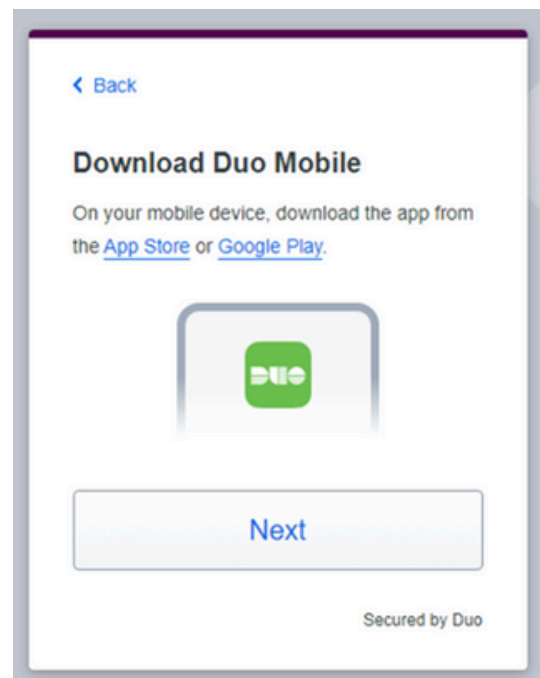 Back
Download Duo Mobile
On your mobile device, download the app from
the App Store or Google Play.
DUO
Next
Secured by Duo